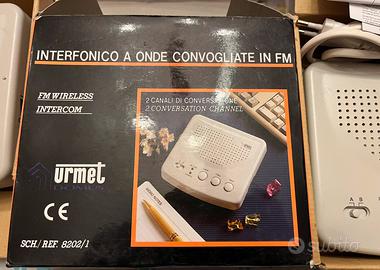 INTERFONICO A ONDE CONVOGLIATE IN FM
FM WIRELESS
INTERCOM
2 CANALI DI CONVERSAZIONE
2 CONVERSATION CHANNEL
urmet
DOMUS
CE
SCH./ REF. 8202/1
A B
subito